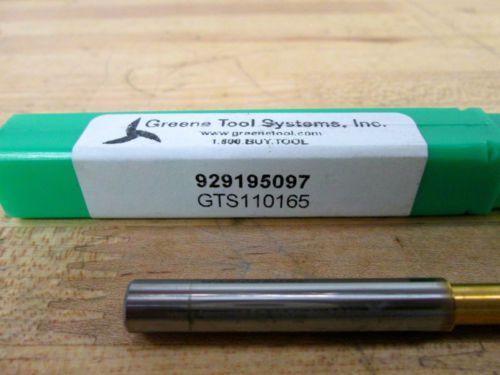 Greene Tool Systems, Inc.
www.greenetool.com
1.800.BUY.TOOL
929195097
GTS110165